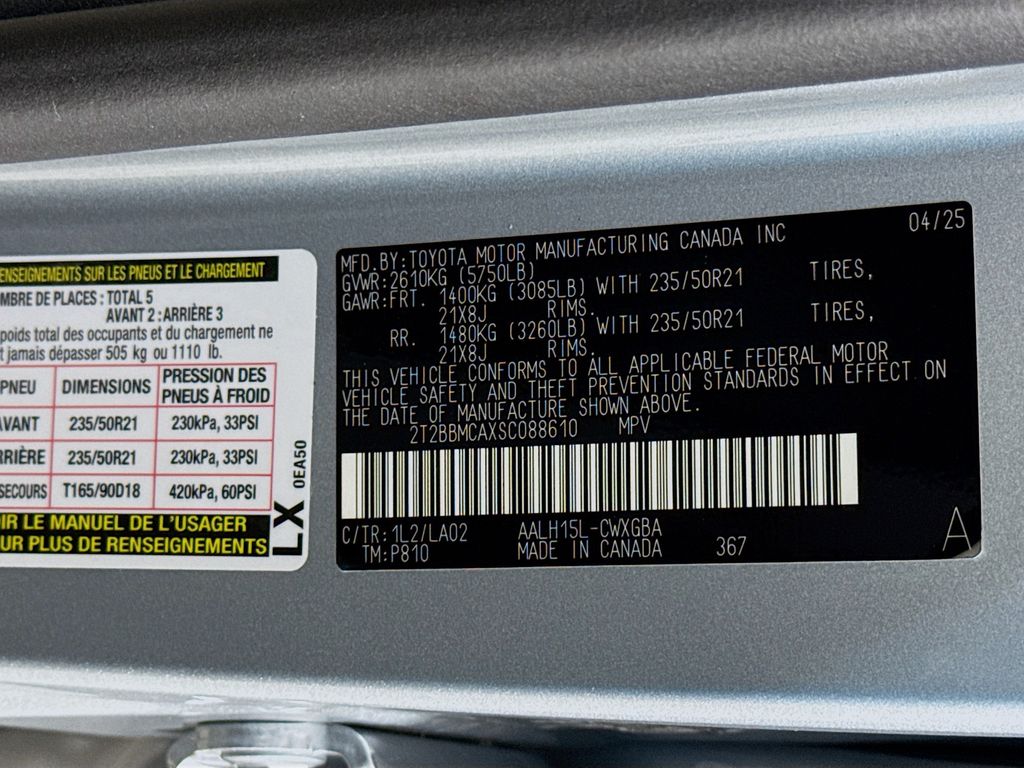 RENSEIGNEMENTS SUR LES PNEUS ET LE CHARGEMENT
MBRE DE PLACES : TOTAL 5
AVANT 2 : ARRIÈRE 3
poids total des occupants et du chargement ne
t jamais dépasser 505 kg ou 1110 lb.
PNEU DIMENSIONS PRESSION DES PNEUS À FROID
AVANT 235/50R21 230kPa, 33PSI
RRIÈRE 235/50R21 230kPa, 33PSI
SECOURS T165/90D18 420kPa, 60PSI
IR LE MANUEL DE L'USAGER
UR PLUS DE RENSEIGNEMENTS
LX 0EA50
04/25
MFD.BY:TOYOTA MOTOR MANUFACTURING CANADA INC
GVWR:2610KG (5750LB)
GAWR:FRT. 1400KG (3085LB) WITH 235/50R21 TIRES,
21X8J RIMS.
RR. 1480KG (3260LB) WITH 235/50R21 TIRES,
21X8J RIMS.
THIS VEHICLE CONFORMS TO ALL APPLICABLE FEDERAL MOTOR
VEHICLE SAFETY AND THEFT PREVENTION STANDARDS IN EFFECT ON
THE DATE OF MANUFACTURE SHOWN ABOVE.
2T2BBMCAXSC088610 MPV
C/TR:1L2/LA02 AALH15L-CWXGBA
TM:P810 MADE IN CANADA 367
A